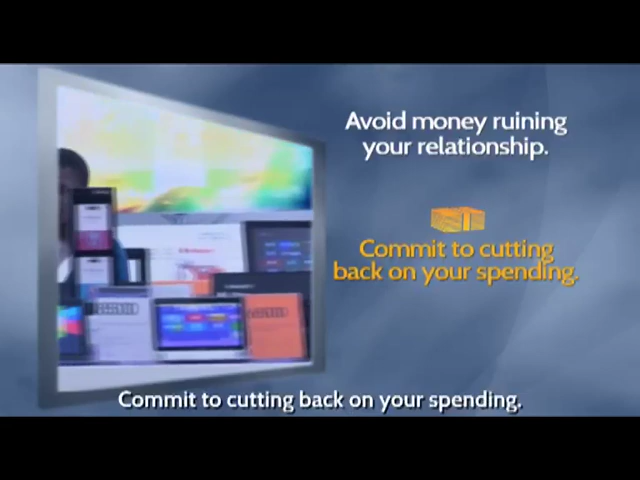 Avoid money ruining
your relationship.
Commit to cutting
back on your spending.
Commit to cutting back on your spending.